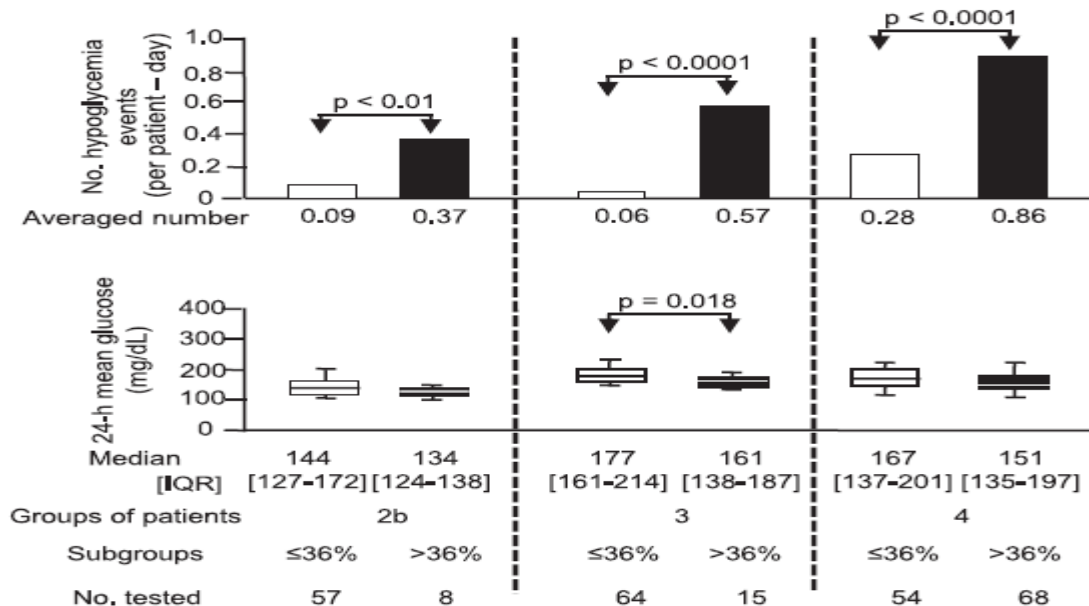 No. hypoglycemia
events
(per patient – day)
1.0
0.8
0.6
0.4
0.2
0
p < 0.01
p < 0.0001
p < 0.0001
Averaged number 0.09 0.37 0.06 0.57 0.28 0.86
24-h mean glucose
(mg/dL)
400
300
200
100
0
p = 0.018
Median 144 134 177 161 167 151
[IQR] [127-172] [124-138] [161-214] [138-187] [137-201] [135-197]
Groups of patients 2b 3 4
Subgroups ≤36% >36% ≤36% >36% ≤36% >36%
No. tested 57 8 64 15 54 68